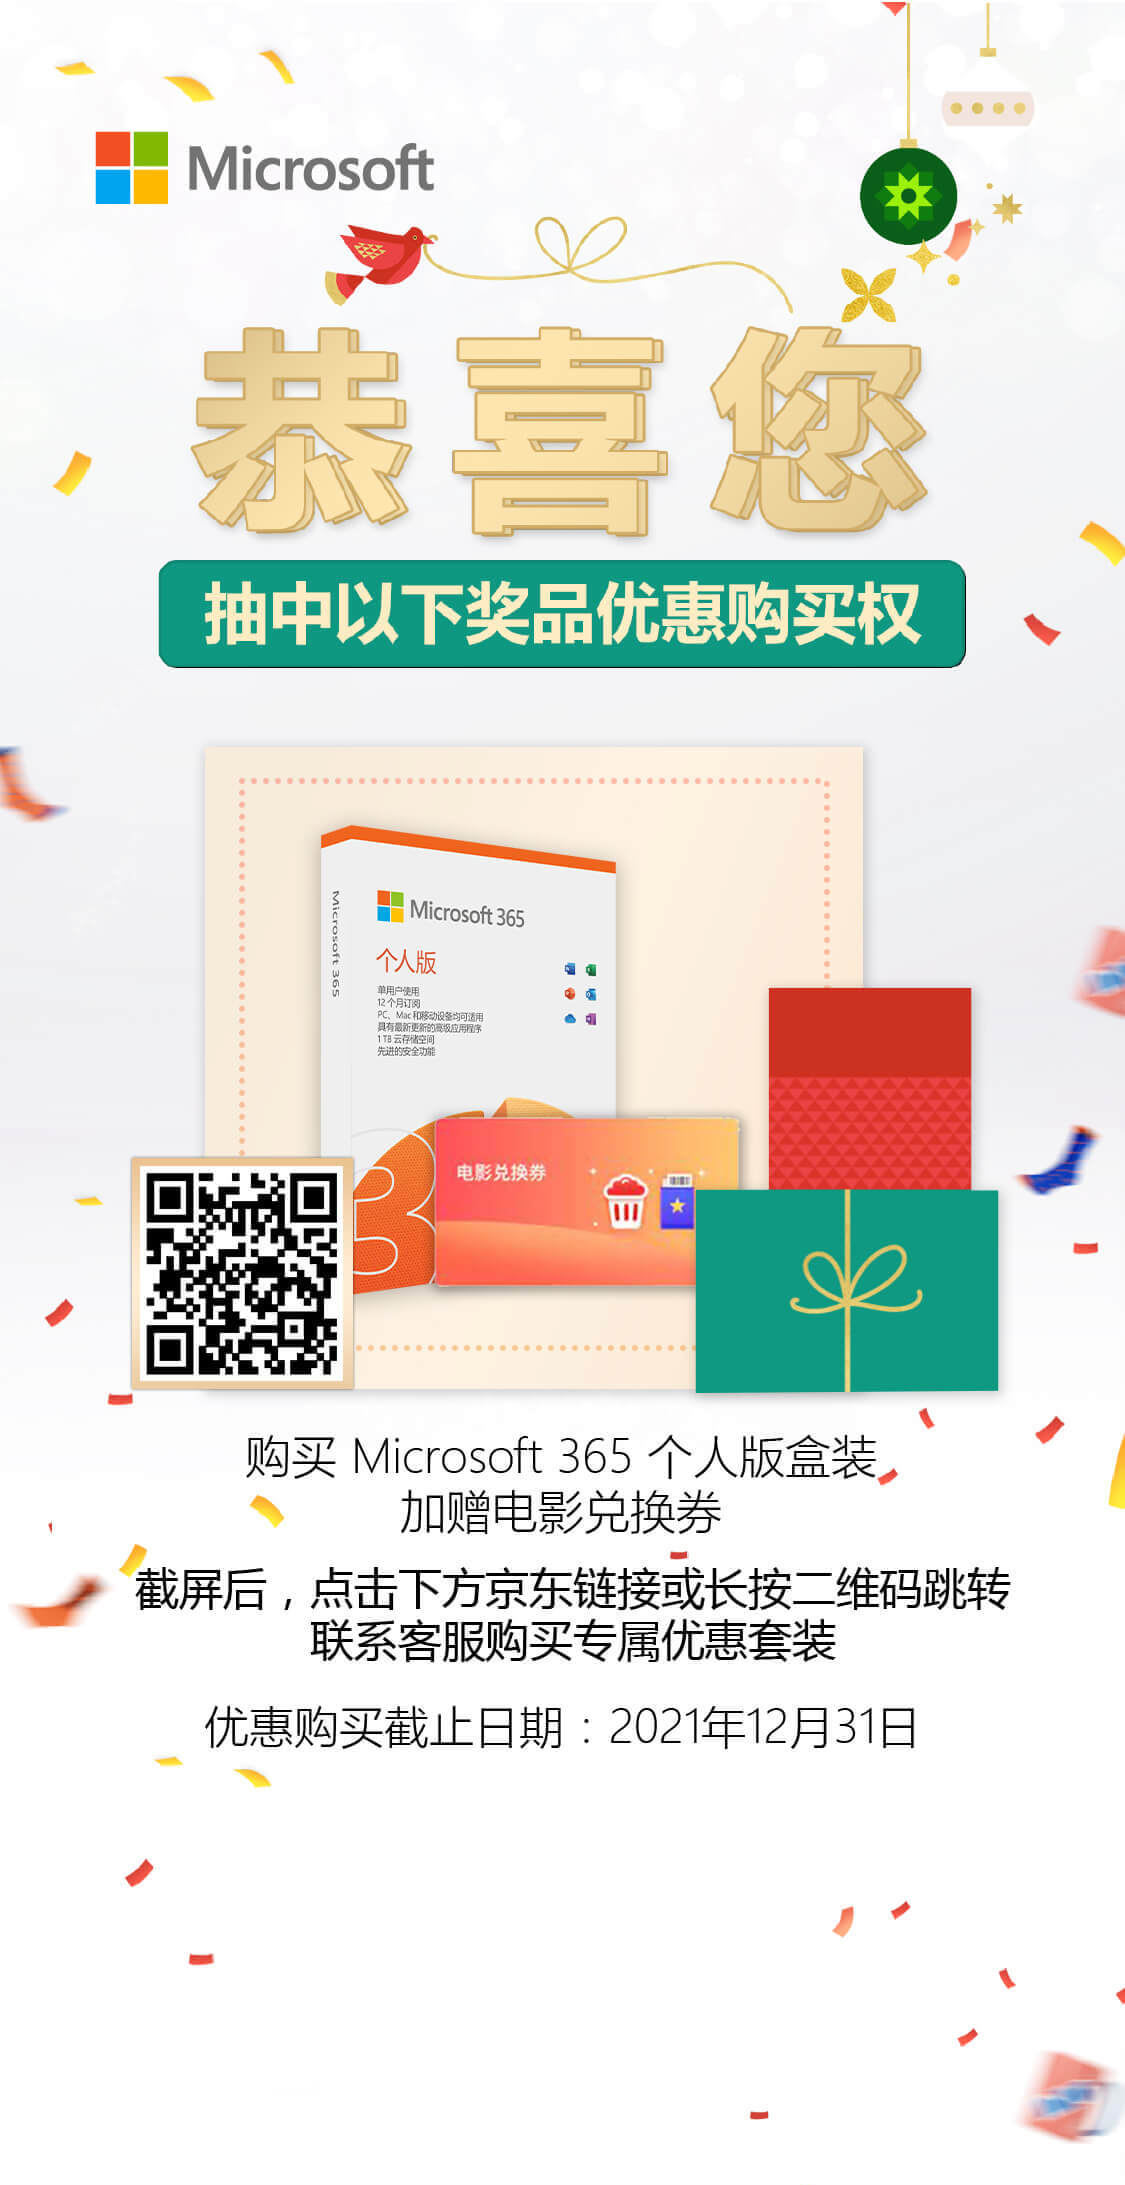 Microsoft
恭喜您
抽中以下奖品优惠购买权
Microsoft 365
Microsoft 365
个人版
单用户使用
12 个月订阅
PC、Mac 和移动设备均可适用
具有最新更新的高级应用程序
1 TB 云存储空间
先进的安全功能
电影兑换券
购买 Microsoft 365 个人版盒装
加赠电影兑换券
截屏后，点击下方京东链接或长按二维码跳转
联系客服购买专属优惠套装
优惠购买截止日期：2021年12月31日